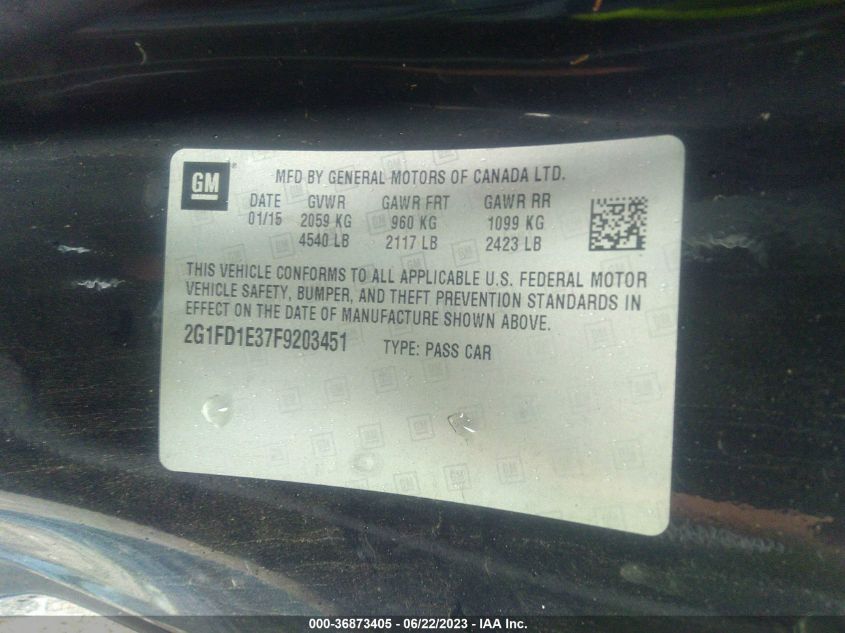 GM ®
MFD BY GENERAL MOTORS OF CANADA LTD.
DATE GVWR GAWR FRT GAWR RR
01/15 2059 KG 960 KG 1099 KG
4540 LB 2117 LB 2423 LB
THIS VEHICLE CONFORMS TO ALL APPLICABLE U.S. FEDERAL MOTOR
VEHICLE SAFETY, BUMPER, AND THEFT PREVENTION STANDARDS IN
EFFECT ON THE DATE OF MANUFACTURE SHOWN ABOVE.
2G1FD1E37F9203451 TYPE: PASS CAR
000-36873405 - 06/22/2023 - IAA Inc.